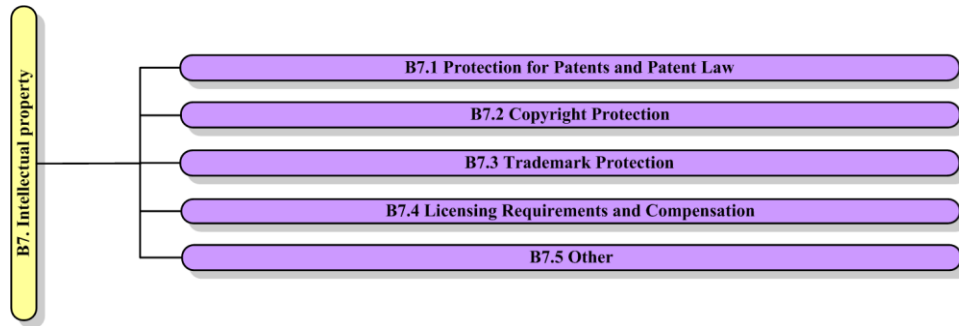 B7. Intellectual property
B7.1 Protection for Patents and Patent Law
B7.2 Copyright Protection
B7.3 Trademark Protection
B7.4 Licensing Requirements and Compensation
B7.5 Other